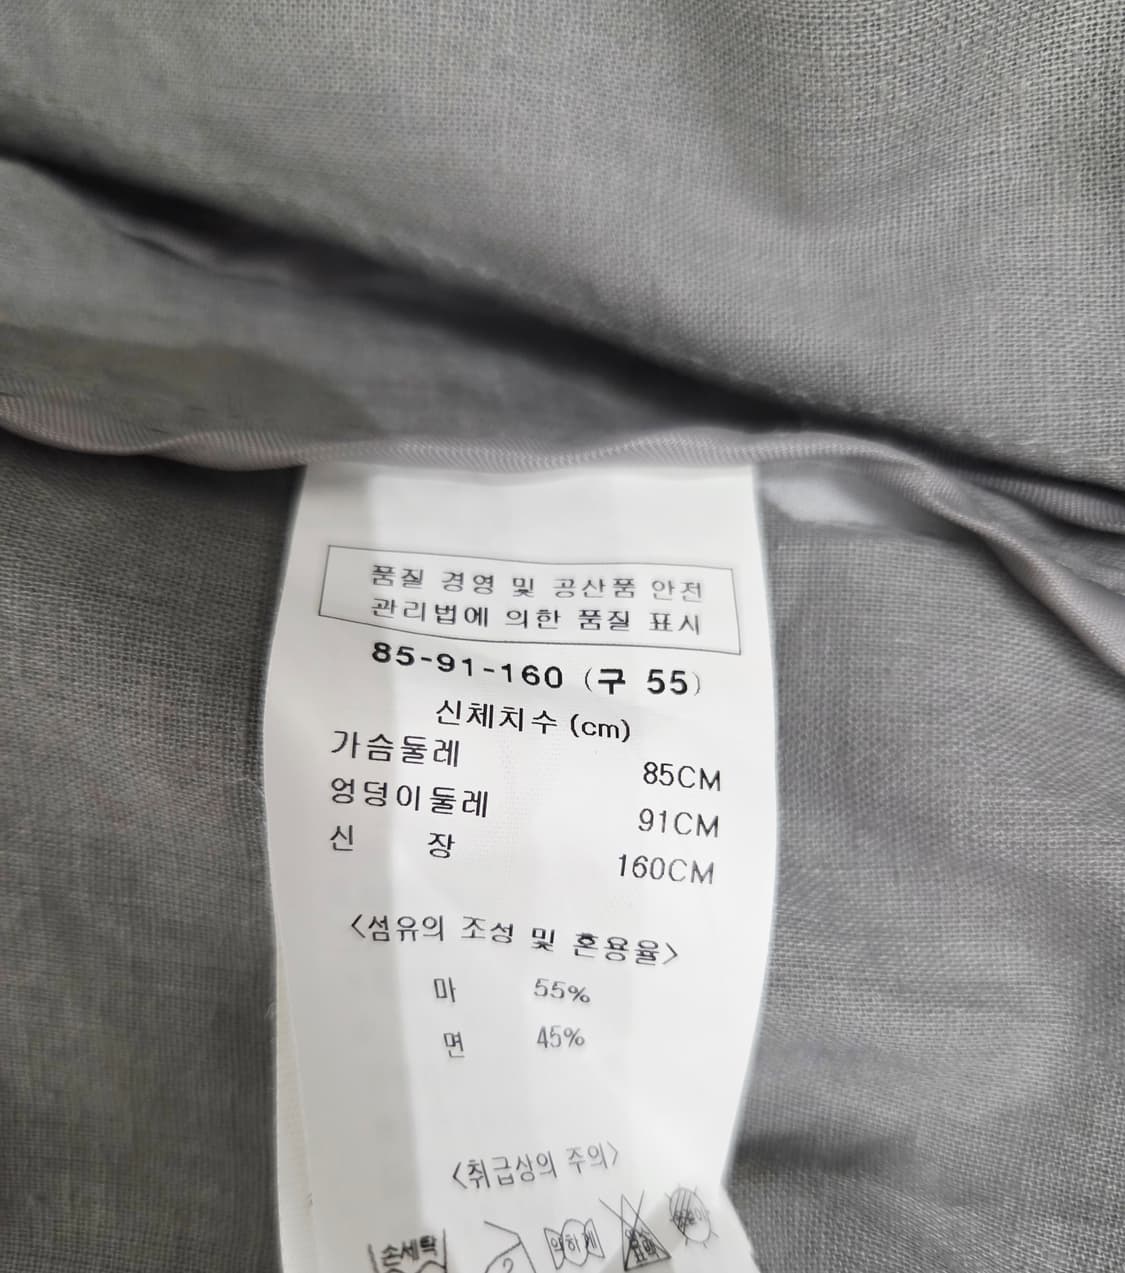 품질 경영 및 공산품 안전
관리법에 의한 품질 표시
85-91-160 (구 55)
신체치수 (cm)
가슴둘레 85CM
엉덩이둘레 91CM
신 장 160CM
<섬유의 조성 및 혼용율>
마 55%
면 45%
<취급상의 주의>
손세탁 약하게